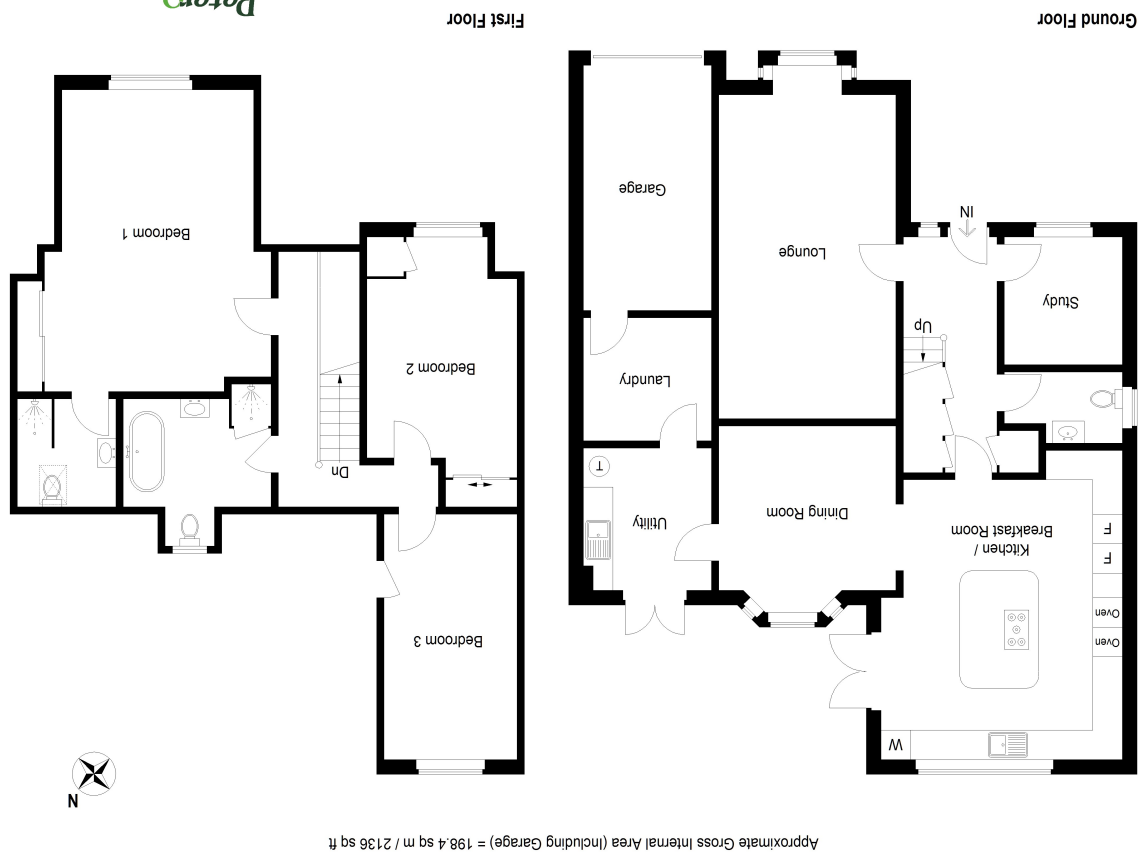 Approximate Gross Internal Area (Including Garage) = 198.4 sq m / 2136 sq ft
N
W
Oven
Oven
F
F
Kitchen /
Breakfast Room
Dining Room
Utility
T
Laundry
Garage
Lounge
Up
Study
IN
Ground Floor
Bedroom 3
Dn
Bedroom 2
Bedroom 1
First Floor
Peters